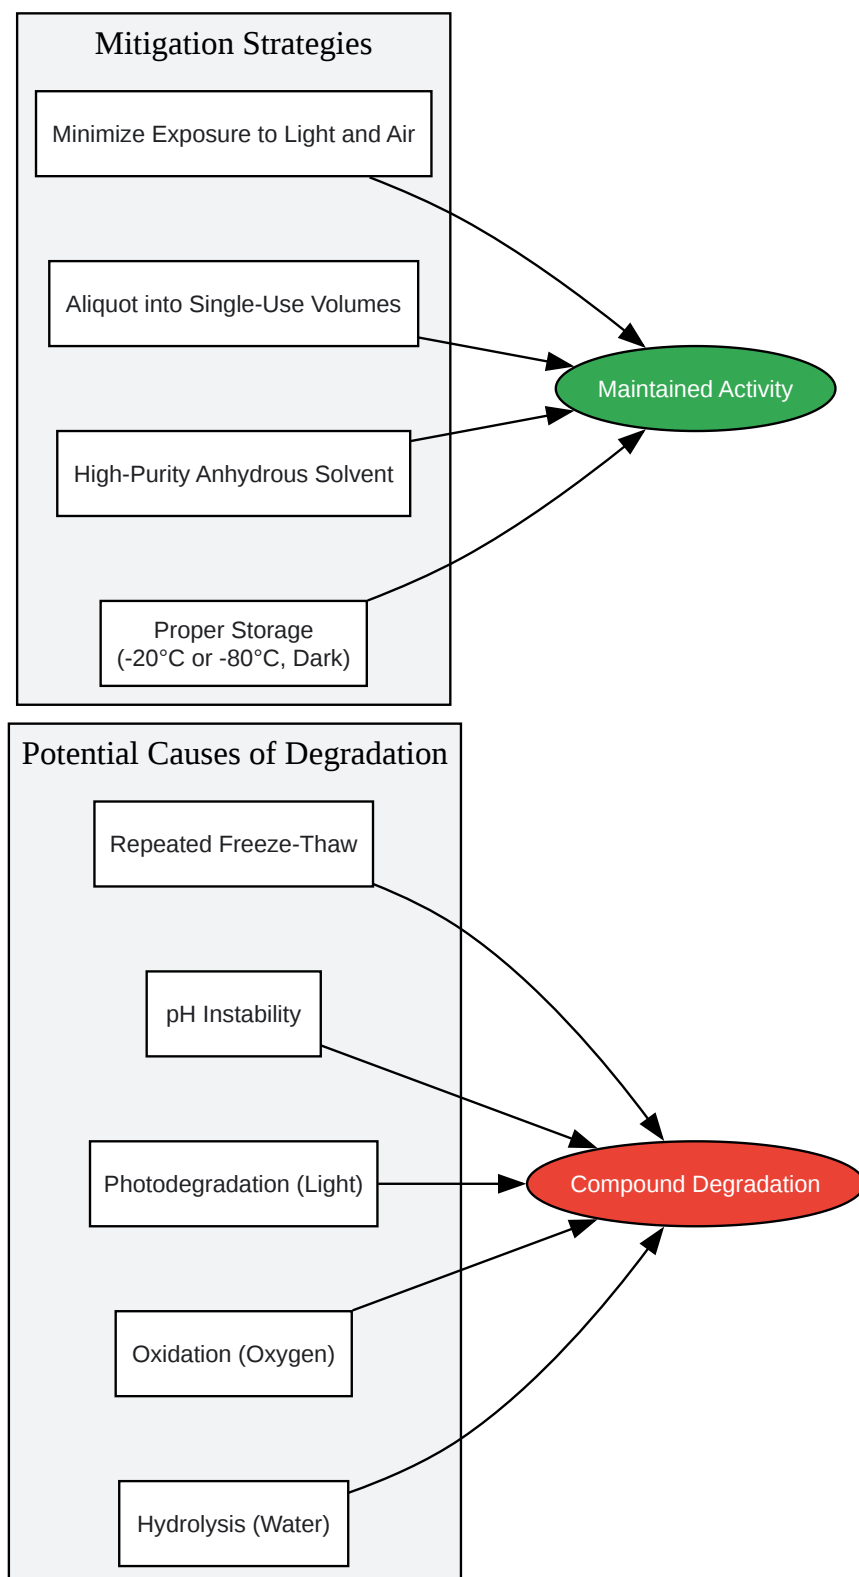 Mitigation Strategies
Minimize Exposure to Light and Air
Aliquot into Single-Use Volumes
Maintained Activity
High-Purity Anhydrous Solvent
Proper Storage
(-20°C or -80°C, Dark)
Potential Causes of Degradation
Repeated Freeze-Thaw
pH Instability
Photodegradation (Light)
Compound Degradation
Oxidation (Oxygen)
Hydrolysis (Water)